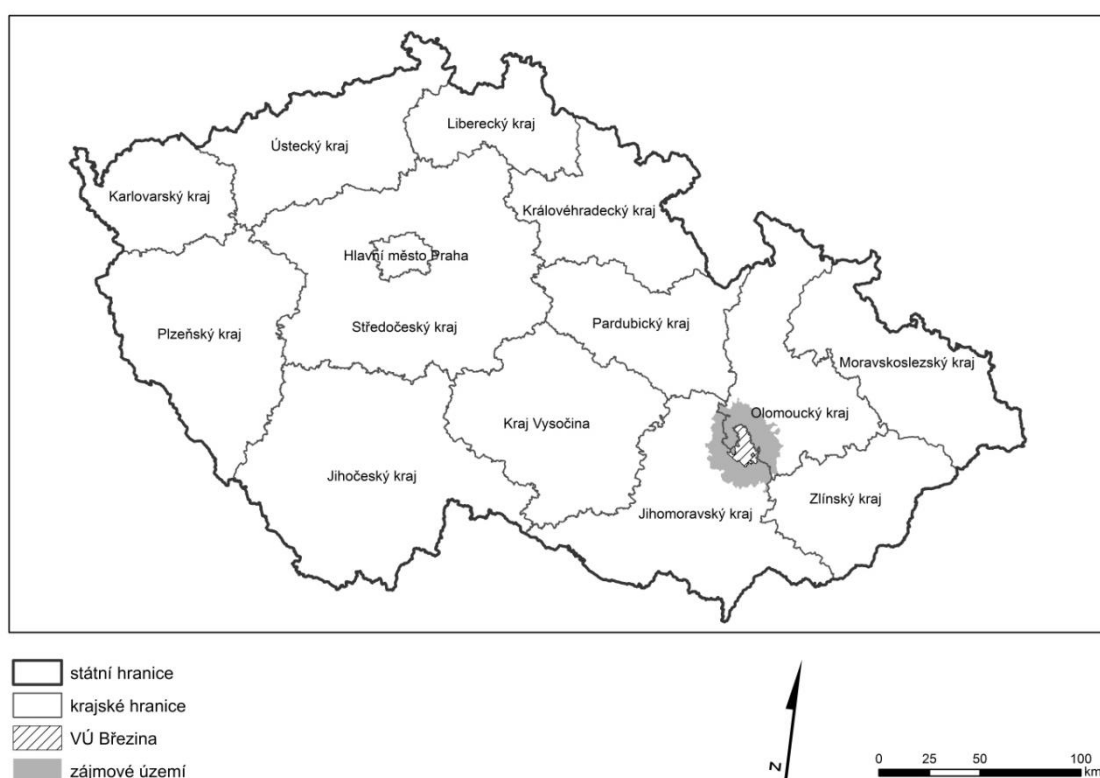 Liberecký kraj
Ústecký kraj
Karlovarský kraj
Královéhradecký kraj
Hlavní město Praha
Plzeňský kraj
Středočeský kraj
Pardubický kraj
Moravskoslezský kraj
Olomoucký kraj
Kraj Vysočina
Jihočeský kraj
Zlínský kraj
Jihomoravský kraj
státní hranice
krajské hranice
VÚ Březina
zájmové území
N
0 25 50 100
km